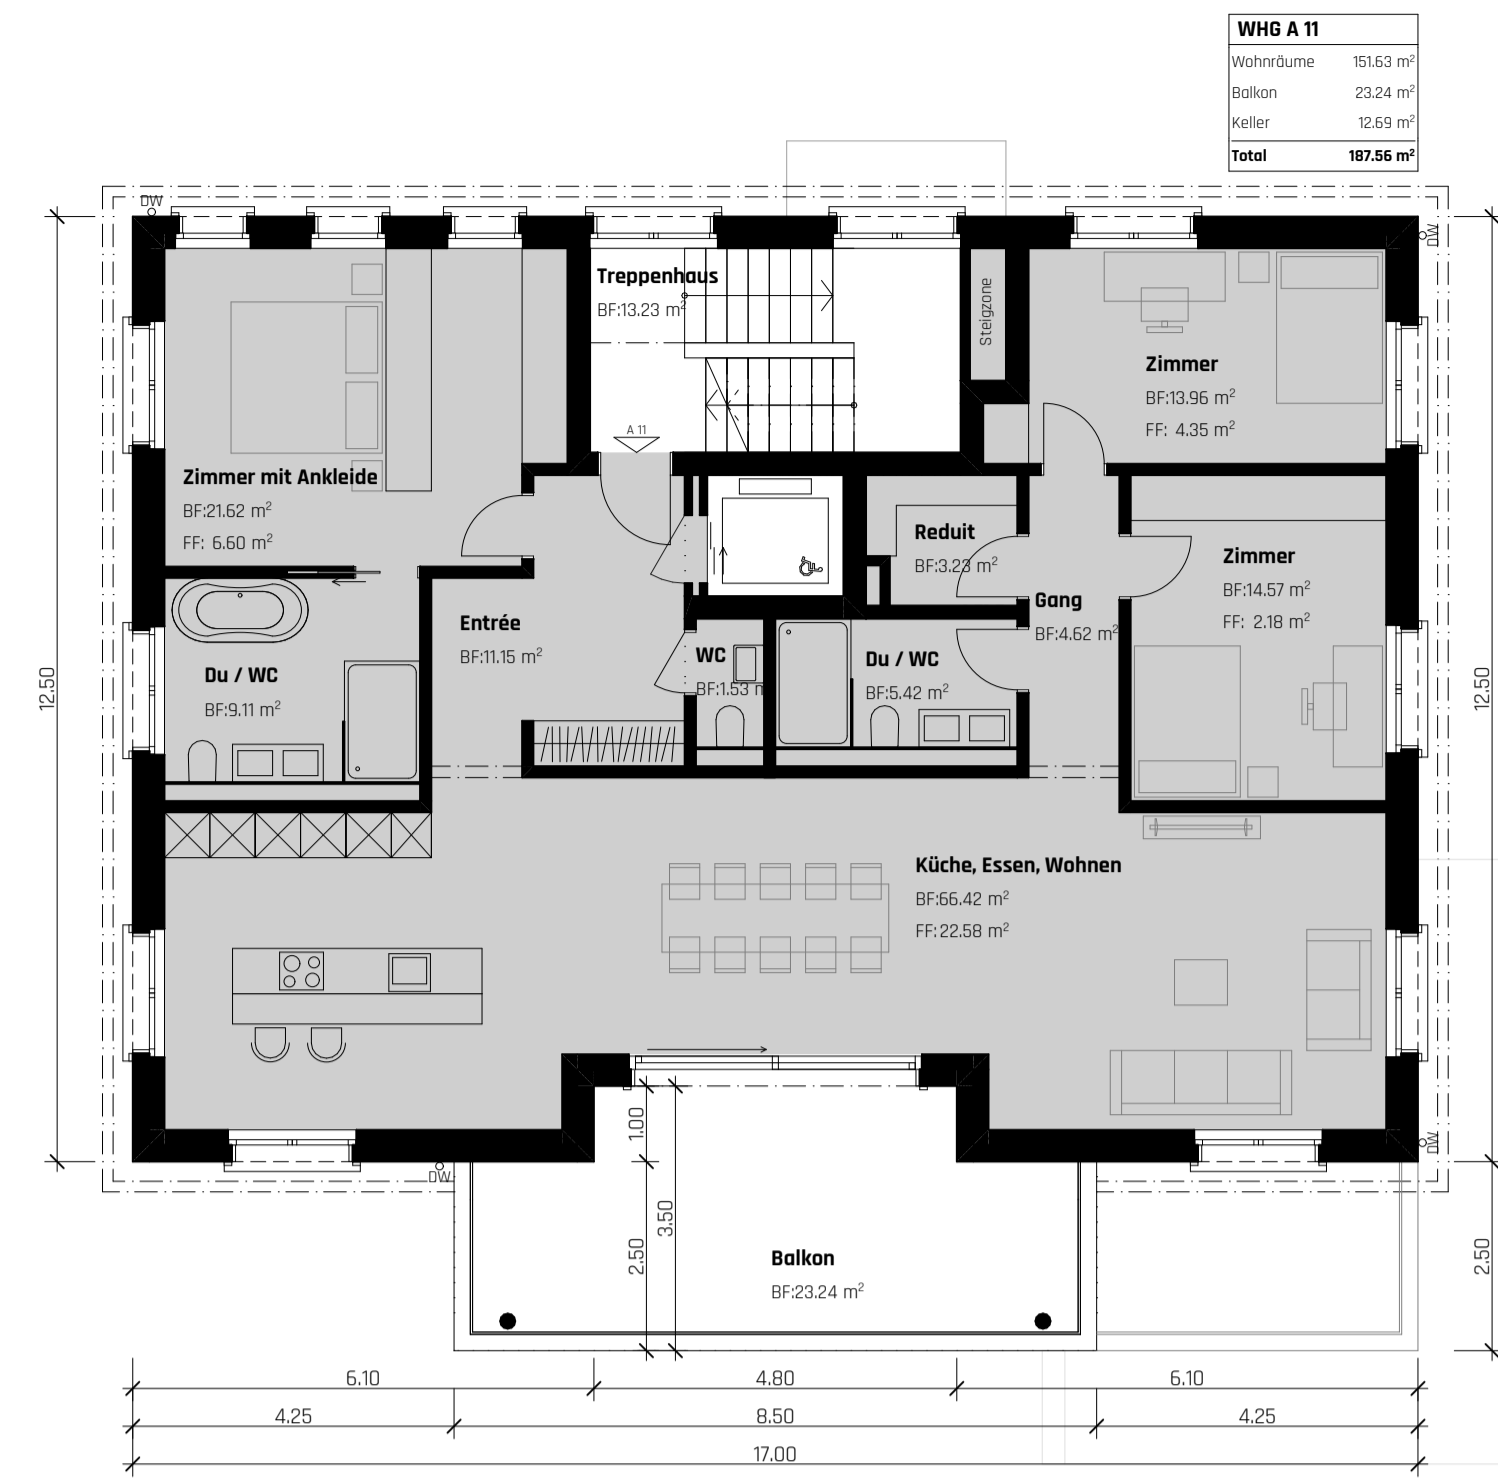 WHG A 11
Wohnräume 151.63 m²
Balkon 23.24 m²
Keller 12.69 m²
Total 187.56 m²
DW
DW
Treppenhaus
BF:13.23 m²
Steigzone
Zimmer
BF:13.96 m²
FF: 4.35 m²
A 11
Zimmer mit Ankleide
BF:21.62 m²
FF: 6.60 m²
Reduit
BF:3.23 m²
Zimmer
BF:14.57 m²
FF: 2.18 m²
Gang
BF:4.62 m²
Entrée
BF:11.15 m²
WC
BF:1.53 m
Du / WC
BF:5.42 m²
Du / WC
BF:9.11 m²
12.50
12.50
Küche, Essen, Wohnen
BF:66.42 m²
FF:22.58 m²
1.00
DW
DW
3.50
2.50
2.50
Balkon
BF:23.24 m²
6.10
4.80
6.10
4.25
8.50
4.25
17.00